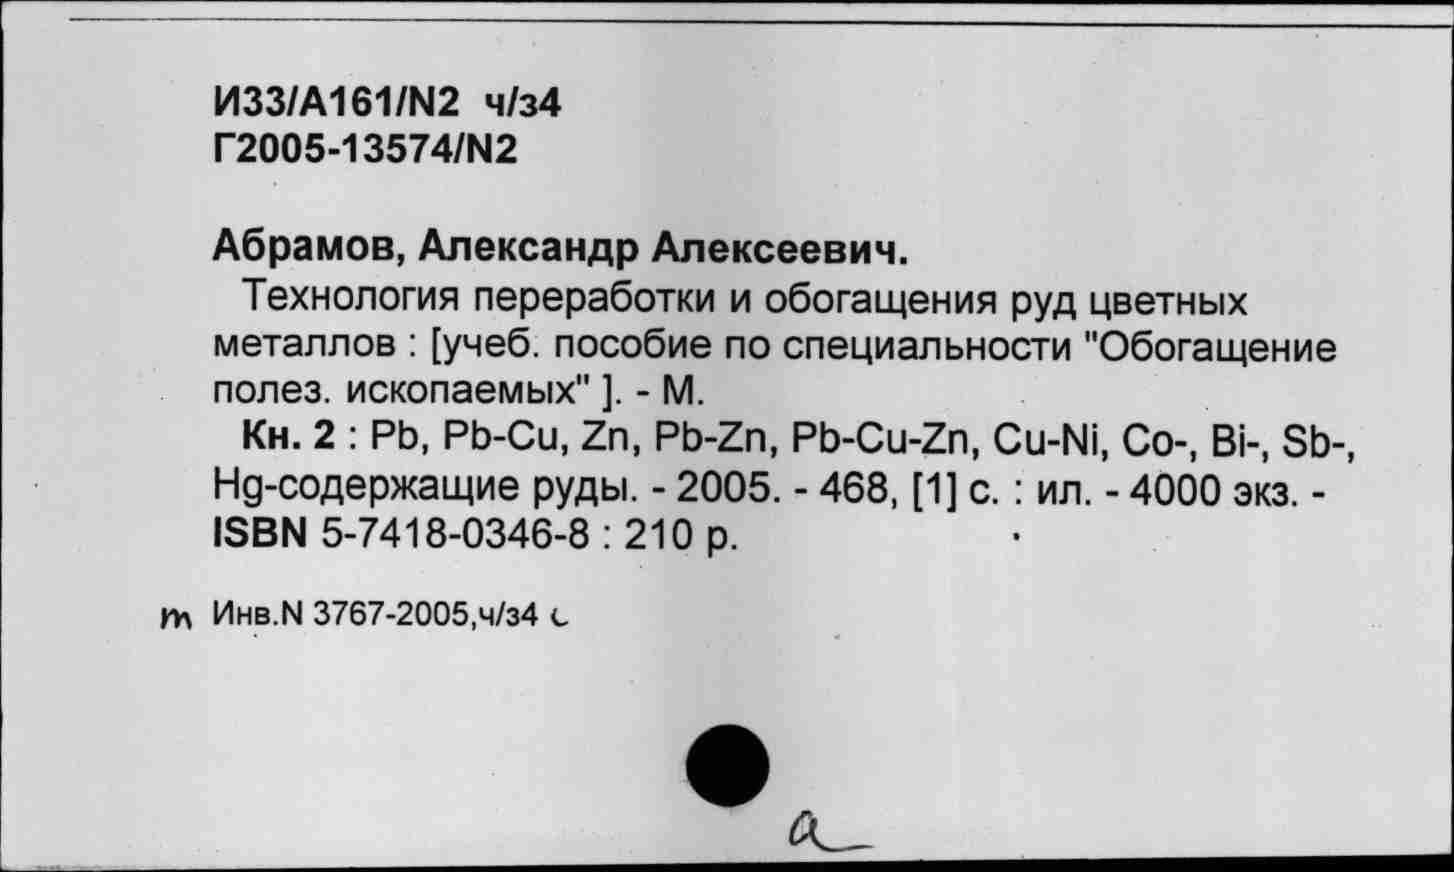 И33/А161/N2 ч/з4
Г2005-13574/N2
Абрамов, Александр Алексеевич.
Технология переработки и обогащения руд цветных
металлов : [учеб. пособие по специальности "Обогащение
полез. ископаемых" ]. - М.
Кн. 2 : Pb, Pb-Cu, Zn, Pb-Zn, Pb-Cu-Zn, Cu-Ni, Co-, Bi-, Sb-,
Hg-содержащие руды. - 2005. - 468, [1] с. : ил. - 4000 экз. -
ISBN 5-7418-0346-8 : 210 р.
т Инв.N 3767-2005,ч/з4 с
а